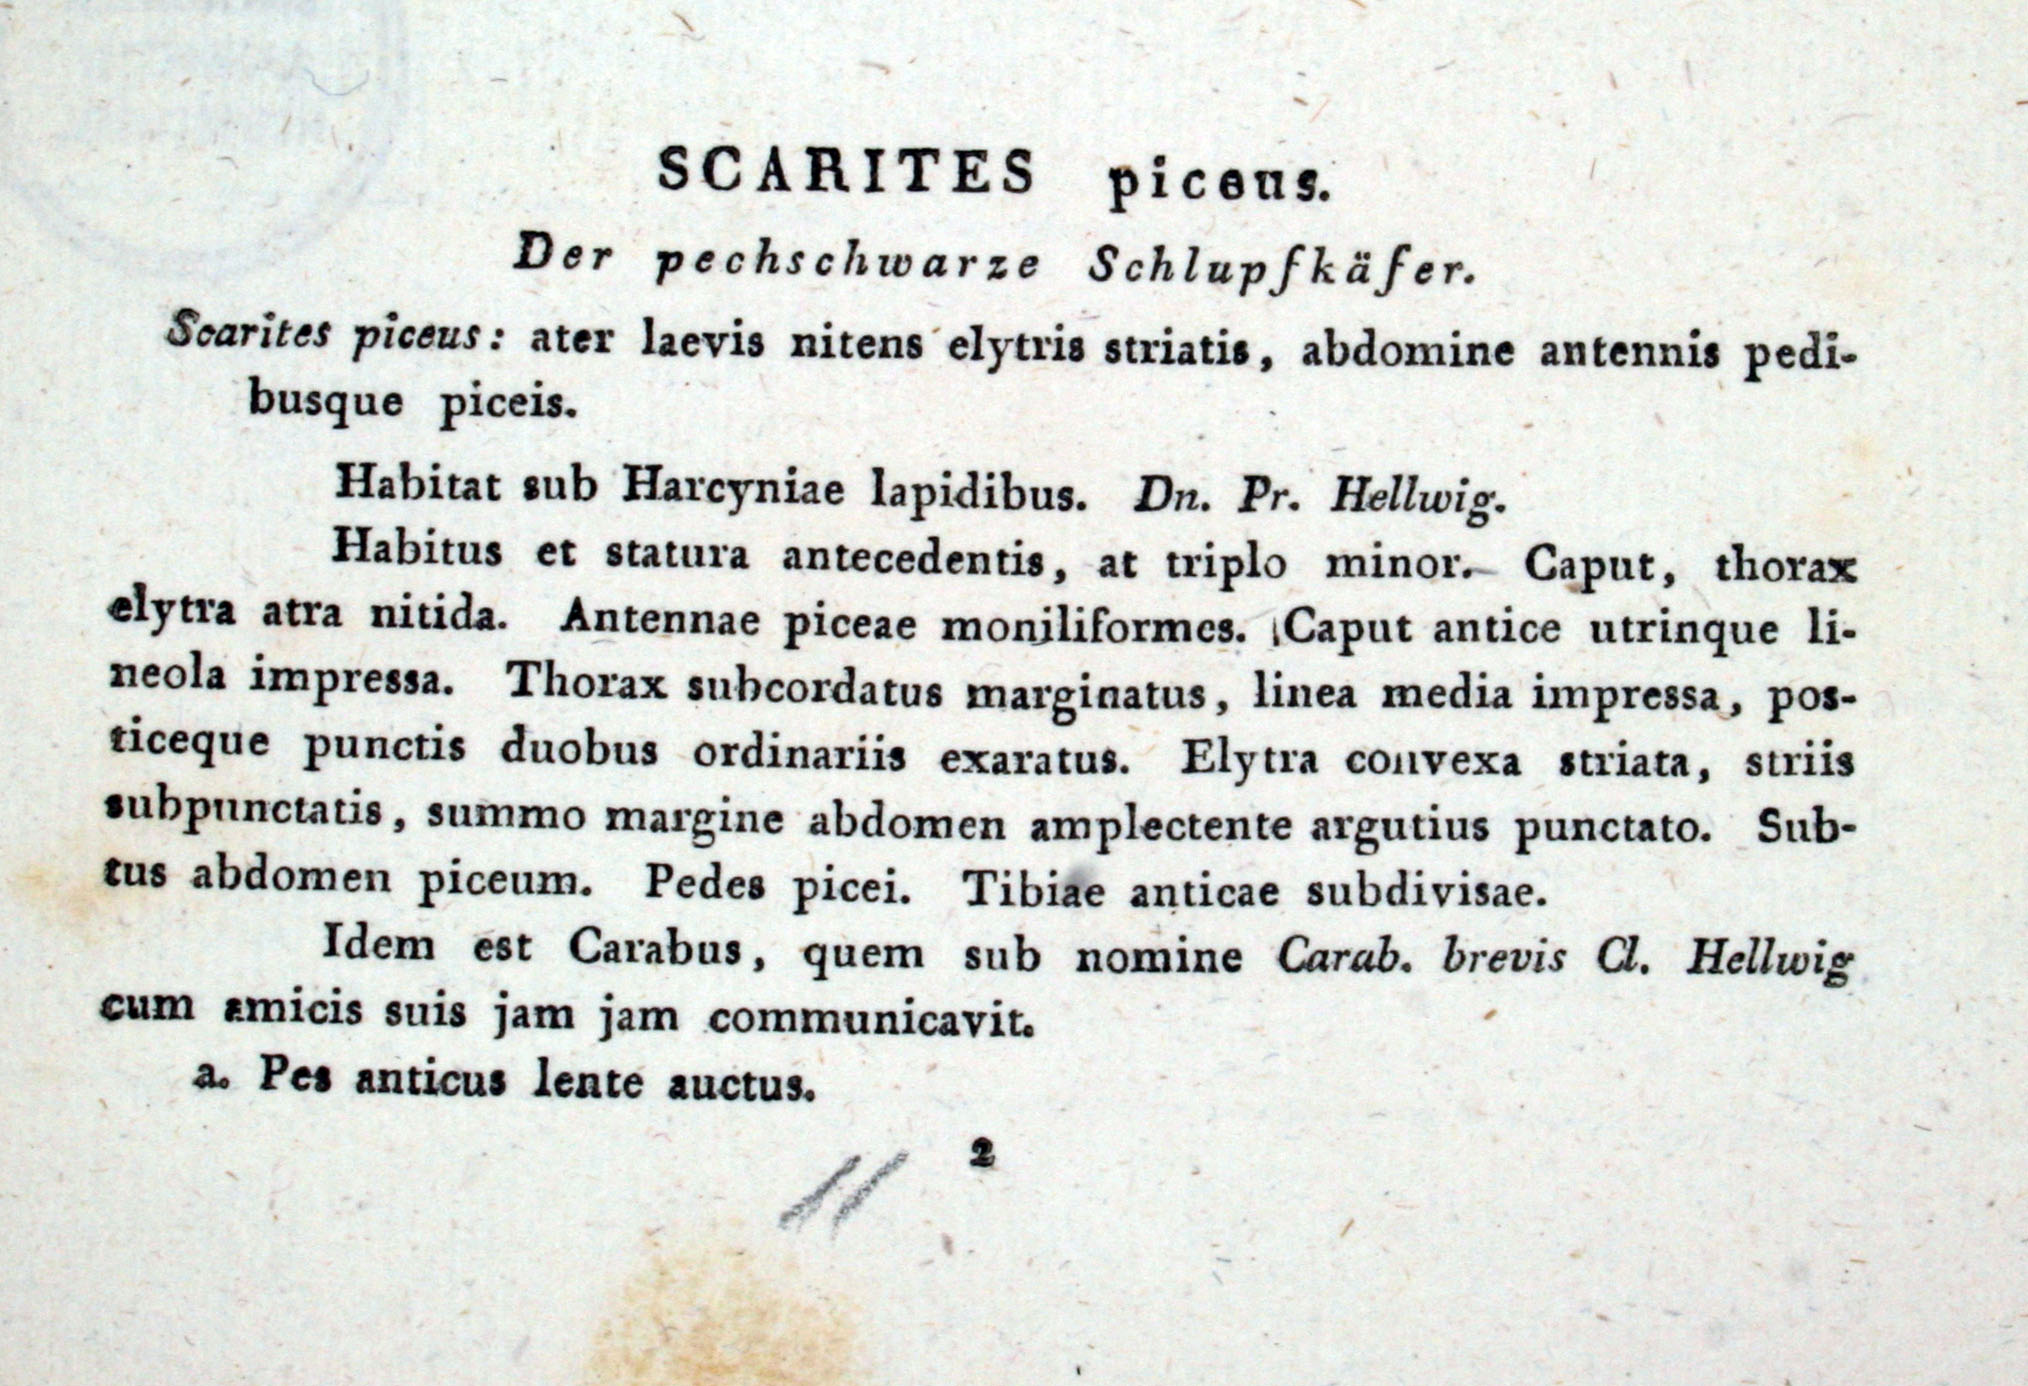 SCARITES piceus.
Der pechschwarze Schlupfkäfer.
Scarites piceus: ater laevis nitens elytris striatis, abdomine antennis pedi-
busque piceis.
Habitat sub Harcyniae lapidibus. Dn. Pr. Hellwig.
Habitus et statura antecedentis, at triplo minor. Caput, thorax
elytra atra nitida. Antennae piceae moniliformes. Caput antice utrinque li-
neola impressa. Thorax subcordatus marginatus, linea media impressa, pos-
ticeque punctis duobus ordinariis exaratus. Elytra convexa striata, striis
subpunctatis, summo margine abdomen amplectente argutius punctato. Sub-
tus abdomen piceum. Pedes picei. Tibiae anticae subdivisae.
Idem est Carabus, quem sub nomine Carab. brevis Cl. Hellwig
cum amicis suis jam jam communicavit.
a. Pes anticus lente auctus.
2
11